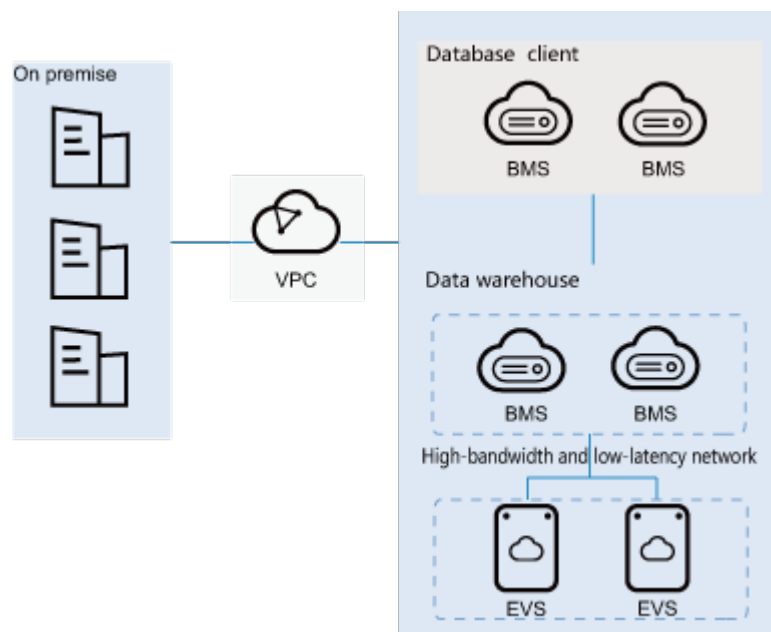 On premise
VPC
Database client
BMS BMS
Data warehouse
BMS BMS
High-bandwidth and low-latency network
EVS EVS